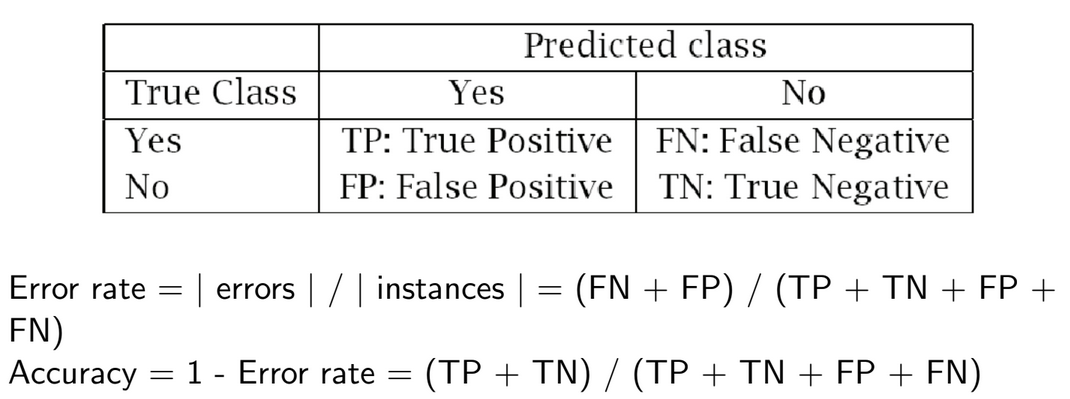 Predicted class
True Class Yes No
Yes TP: True Positive FN: False Negative
No FP: False Positive TN: True Negative
Error rate = | errors | / | instances | = (FN + FP) / (TP + TN + FP +
FN)
Accuracy = 1 - Error rate = (TP + TN) / (TP + TN + FP + FN)